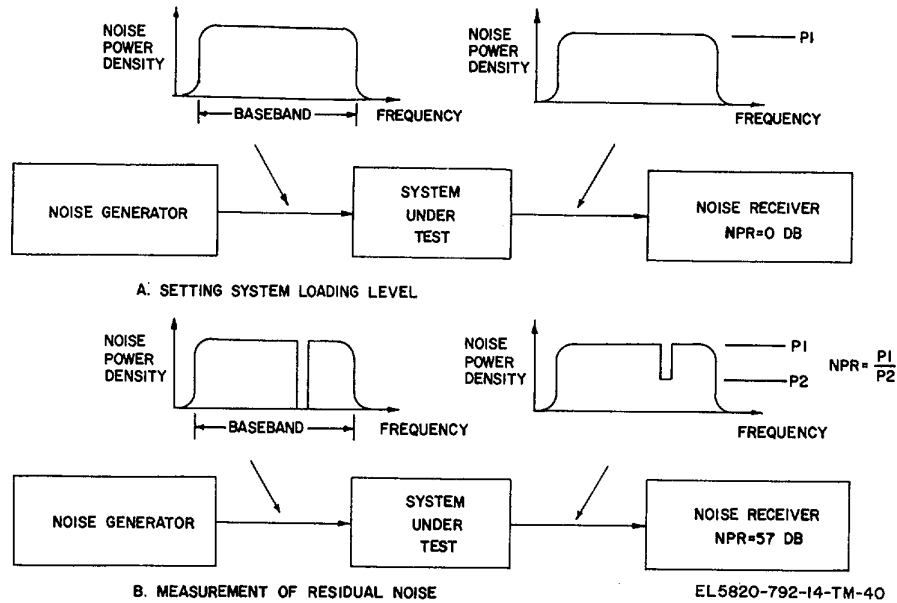 NOISE
POWER
DENSITY
BASEBAND
FREQUENCY
NOISE
POWER
DENSITY
P1
FREQUENCY
NOISE GENERATOR
SYSTEM
UNDER
TEST
NOISE RECEIVER
NPR=0 DB
A. SETTING SYSTEM LOADING LEVEL
NOISE
POWER
DENSITY
BASEBAND
FREQUENCY
NOISE
POWER
DENSITY
P1
P2
NPR= P1
P2
FREQUENCY
NOISE GENERATOR
SYSTEM
UNDER
TEST
NOISE RECEIVER
NPR=57 DB
B. MEASUREMENT OF RESIDUAL NOISE
EL5820-792-14-TM-40